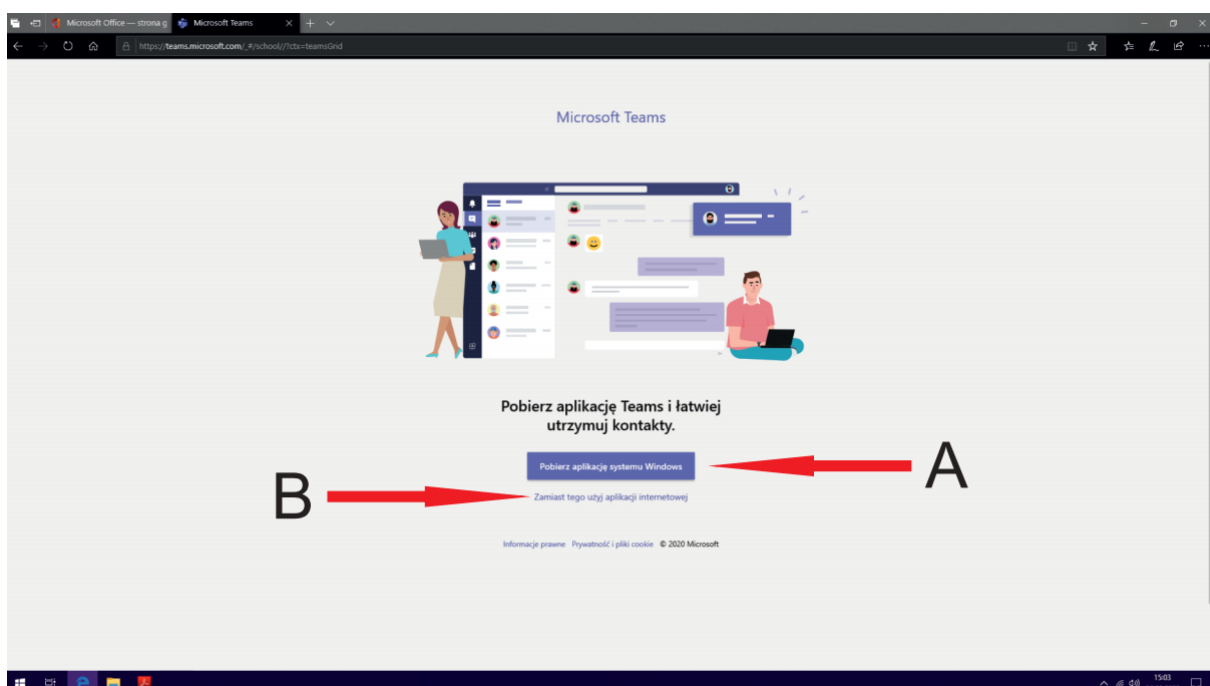 Microsoft Office — strona g
Microsoft Teams
https://teams.microsoft.com/_#/school//?ctx=teamsGrid
Microsoft Teams
Pobierz aplikację Teams i łatwiej
utrzymuj kontakty.
Pobierz aplikację systemu Windows
A
B
Zamiast tego użyj aplikacji internetowej
Informacje prawne Prywatność i pliki cookie © 2020 Microsoft
15:03